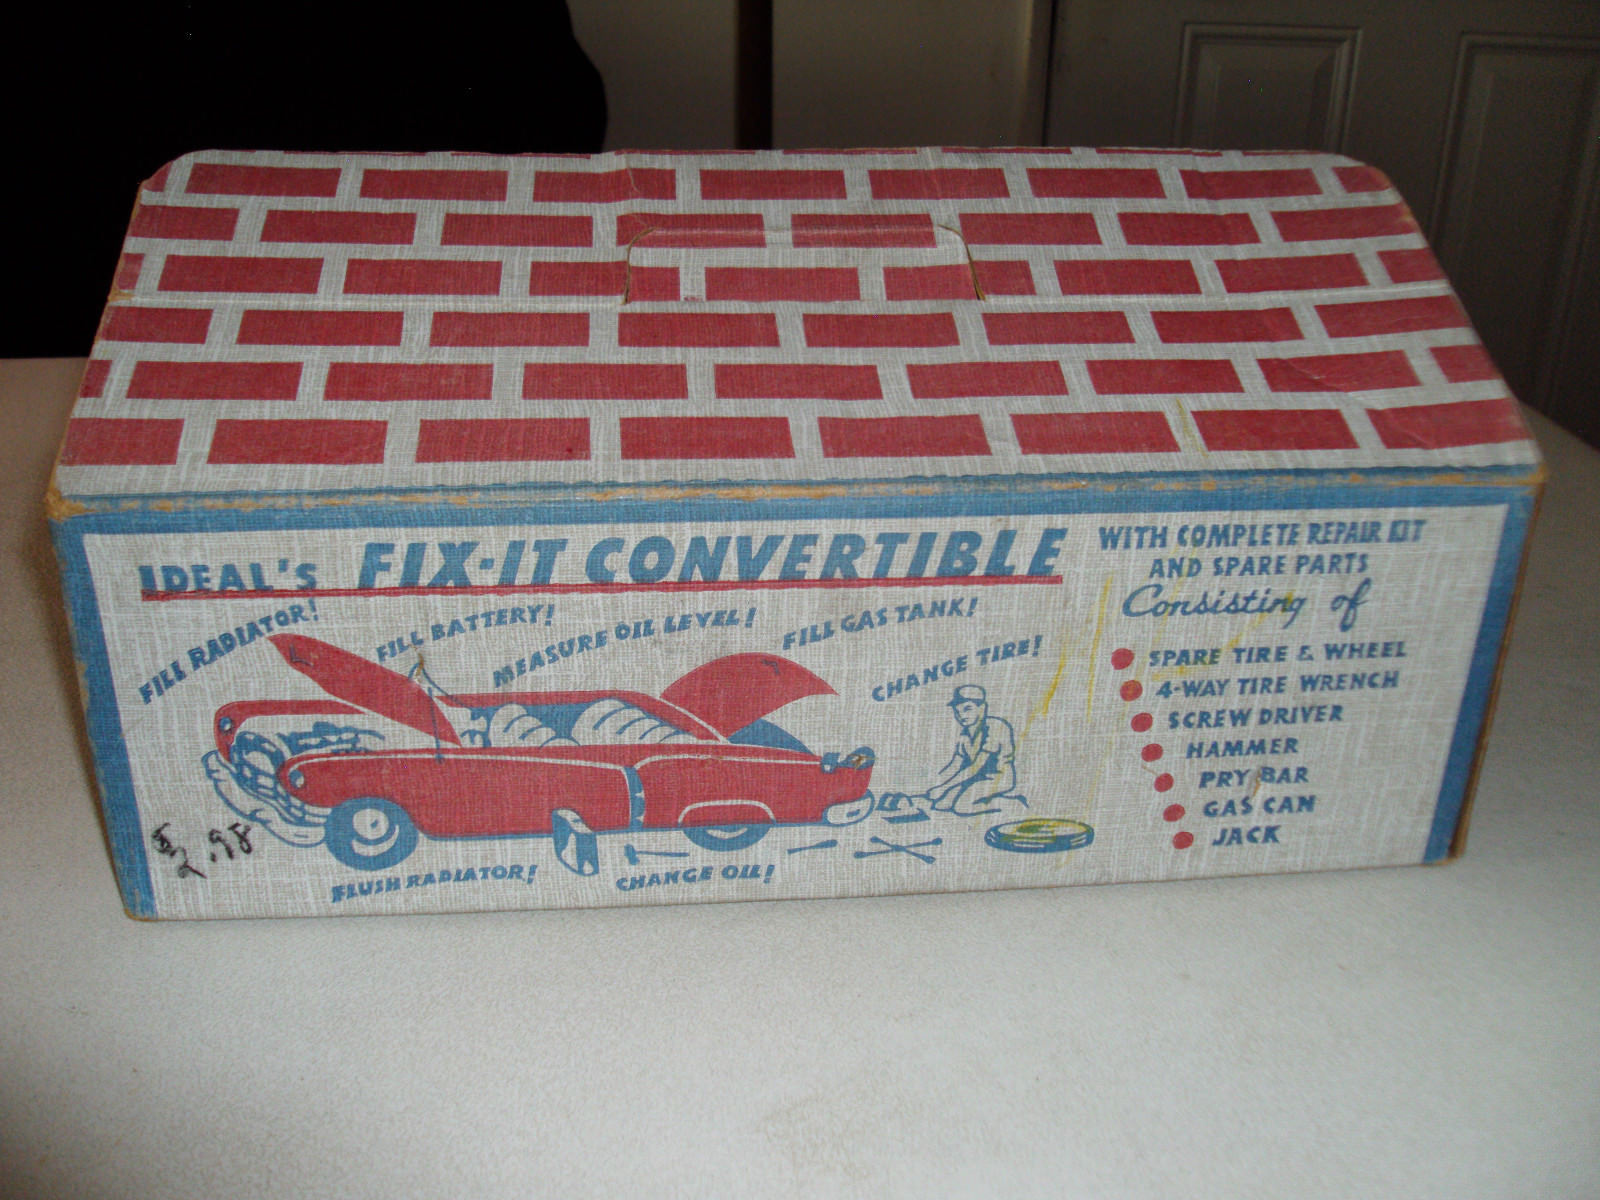 IDEAL'S FIX-IT CONVERTIBLE
FILL RADIATOR!
FILL BATTERY!
MEASURE OIL LEVEL!
FILL GAS TANK!
CHANGE TIRE!
FLUSH RADIATOR!
CHANGE OIL!
$2.98
WITH COMPLETE REPAIR KIT
AND SPARE PARTS
Consisting of
SPARE TIRE & WHEEL
4-WAY TIRE WRENCH
SCREW DRIVER
HAMMER
PRY BAR
GAS CAN
JACK